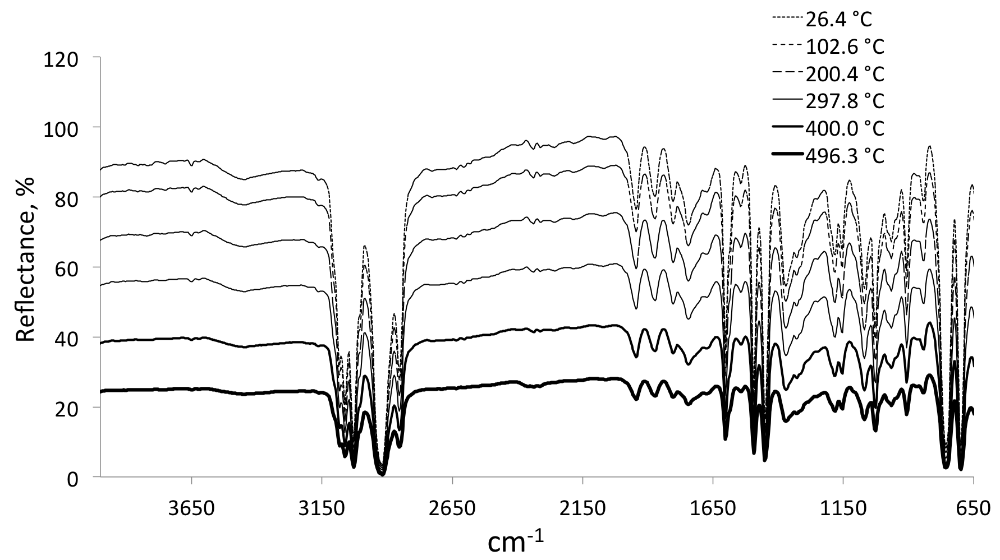 26.4 °C
102.6 °C
200.4 °C
297.8 °C
400.0 °C
496.3 °C
120
100
80
60
40
20
0
Reflectance, %
3650 3150 2650 2150 1650 1150 650
cm-1